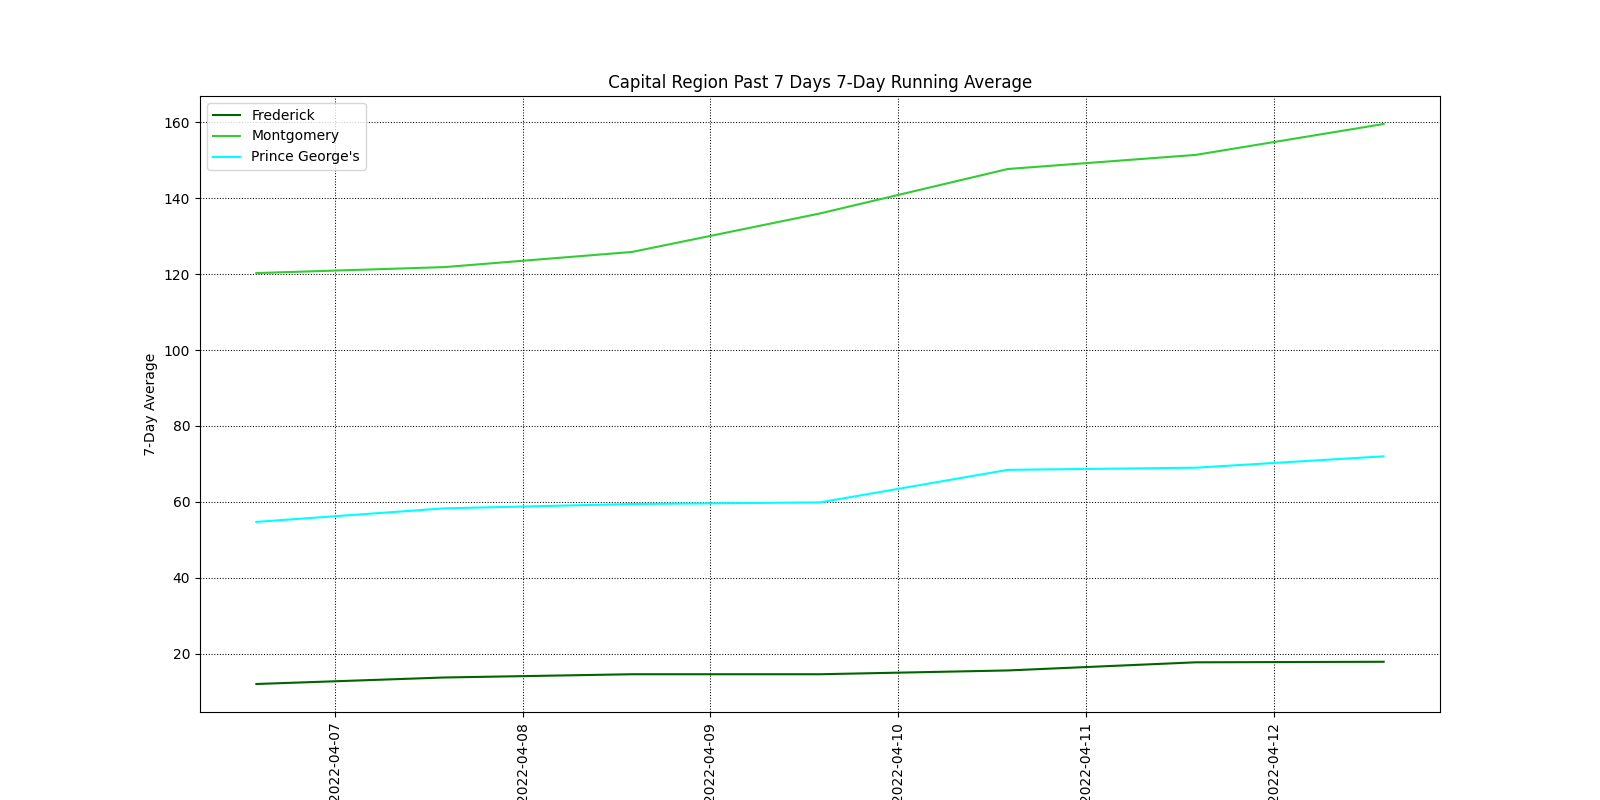 Capital Region Past 7 Days 7-Day Running Average
Frederick
Montgomery
Prince George's
160
140
120
100
80
60
40
20
7-Day Average
2022-04-07
2022-04-08
2022-04-09
2022-04-10
2022-04-11
2022-04-12